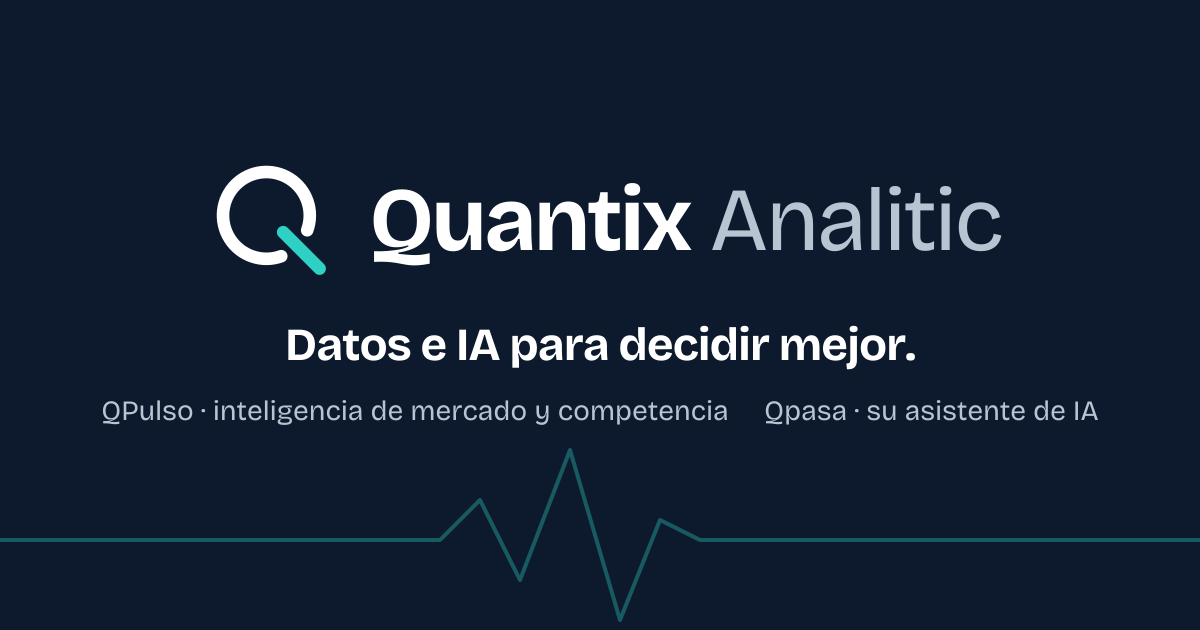 Quantix Analitic
Datos e IA para decidir mejor.
QPulso · inteligencia de mercado y competencia Qpasa · su asistente de IA